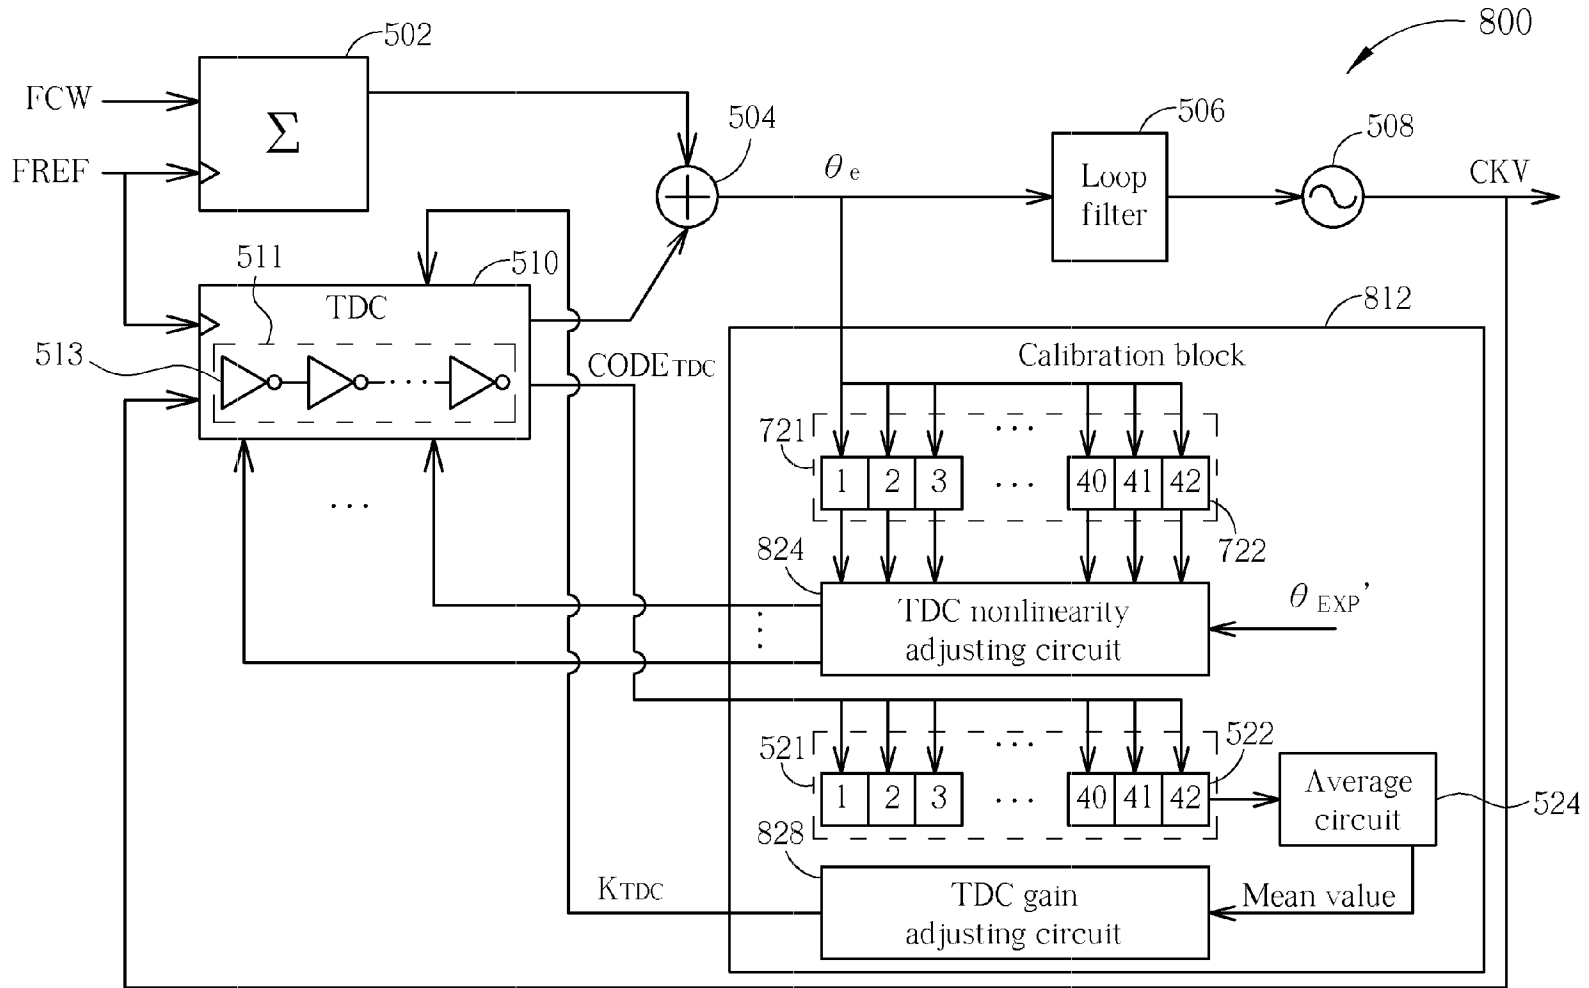 800
502
FCW
FREF
Σ
504
θe
506
Loop
filter
508
CKV
511
510
TDC
513
CODETDC
812
Calibration block
721
...
1 2 3 ... 40 41 42
722
...
824
TDC nonlinearity
adjusting circuit
θEXP’
521
...
522
1 2 3 ... 40 41 42
Average
circuit
524
828
KTDC
TDC gain
adjusting circuit
Mean value